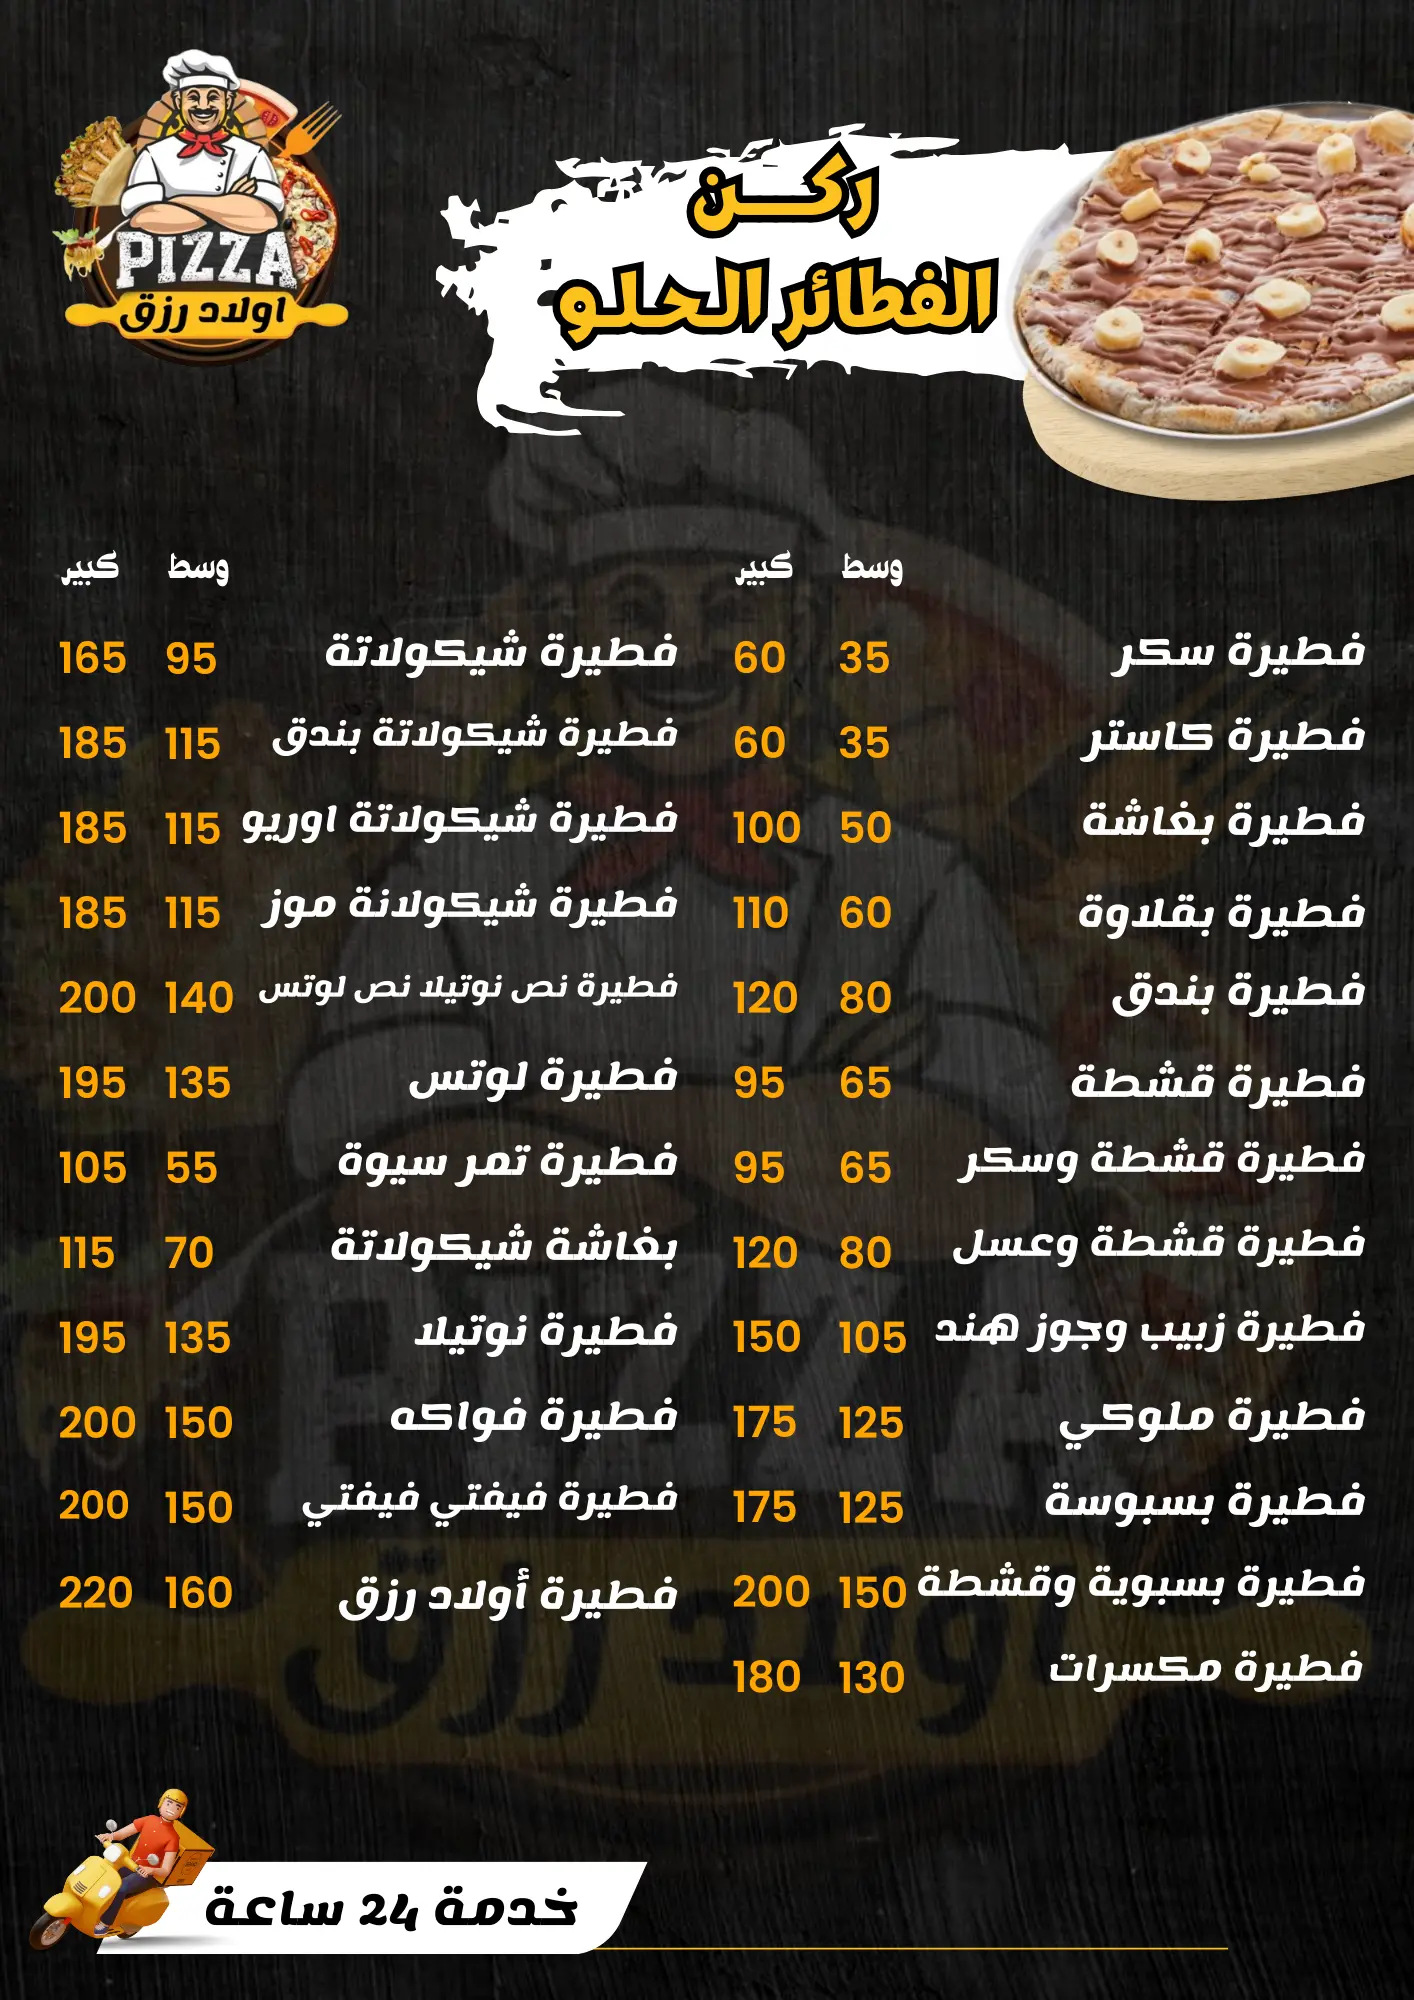 PIZZA
اولاد رزق
ركن
الفطائر الحلو
وسط كبير
فطيرة سكر 35 60
فطيرة كاستر 35 60
فطيرة بغاشة 50 100
فطيرة بقلاوة 60 110
فطيرة بندق 80 120
فطيرة قشطة 65 95
فطيرة قشطة وسكر 65 95
فطيرة قشطة وعسل 80 120
فطيرة زبيب وجوز هند 105 150
فطيرة ملوكي 125 175
فطيرة بسبوسة 125 175
فطيرة بسبوية وقشطة 150 200
فطيرة مكسرات 130 180
وسط كبير
فطيرة شيكولاتة 95 165
فطيرة شيكولاتة بندق 115 185
فطيرة شيكولاتة اوريو 115 185
فطيرة شيكولانة موز 115 185
فطيرة نص نوتيلا نص لوتس 140 200
فطيرة لوتس 135 195
فطيرة تمر سيوة 55 105
بغاشة شيكولاتة 70 115
فطيرة نوتيلا 135 195
فطيرة فواكه 150 200
فطيرة فيفتي فيفتي 150 200
فطيرة أولاد رزق 160 220
PIZZA
اولاد رزق
خدمة 24 ساعة